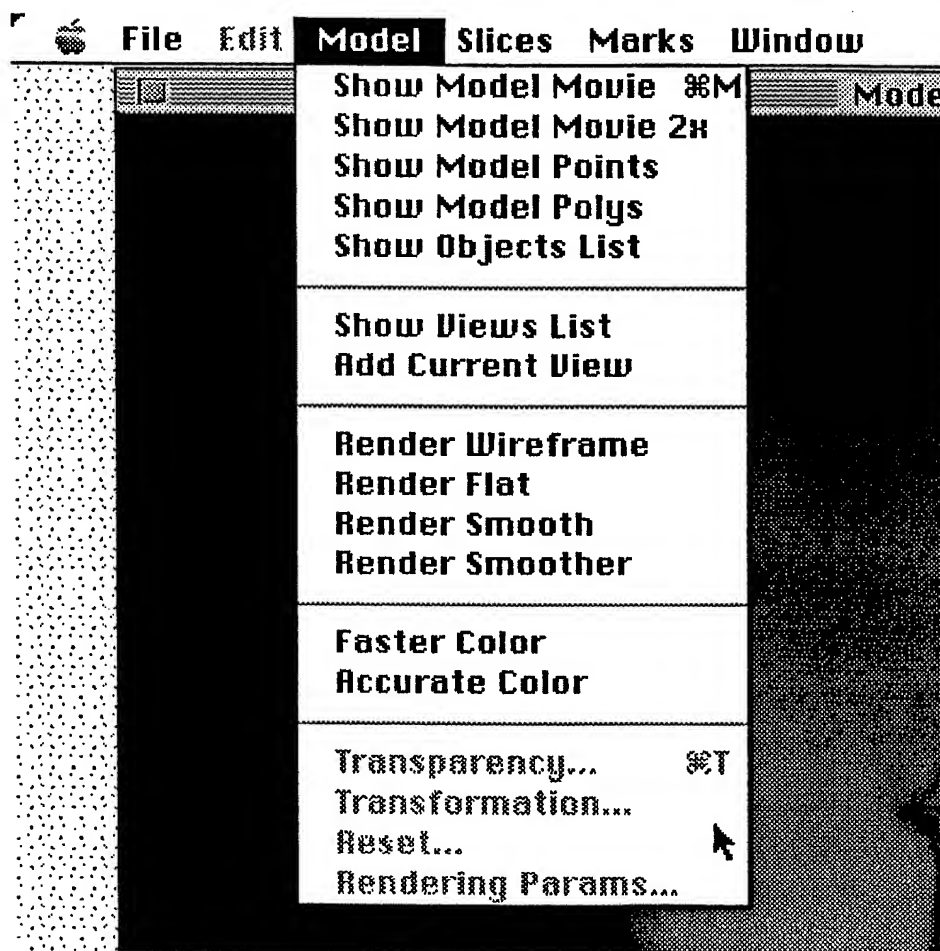 File Edit Model Slices Marks Window
Mode
Show Model Movie ⌘M
Show Model Movie 2x
Show Model Points
Show Model Polys
Show Objects List
Show Views List
Add Current View
Render Wireframe
Render Flat
Render Smooth
Render Smoother
Faster Color
Accurate Color
Transparency... ⌘T
Transformation...
Reset...
Rendering Params...